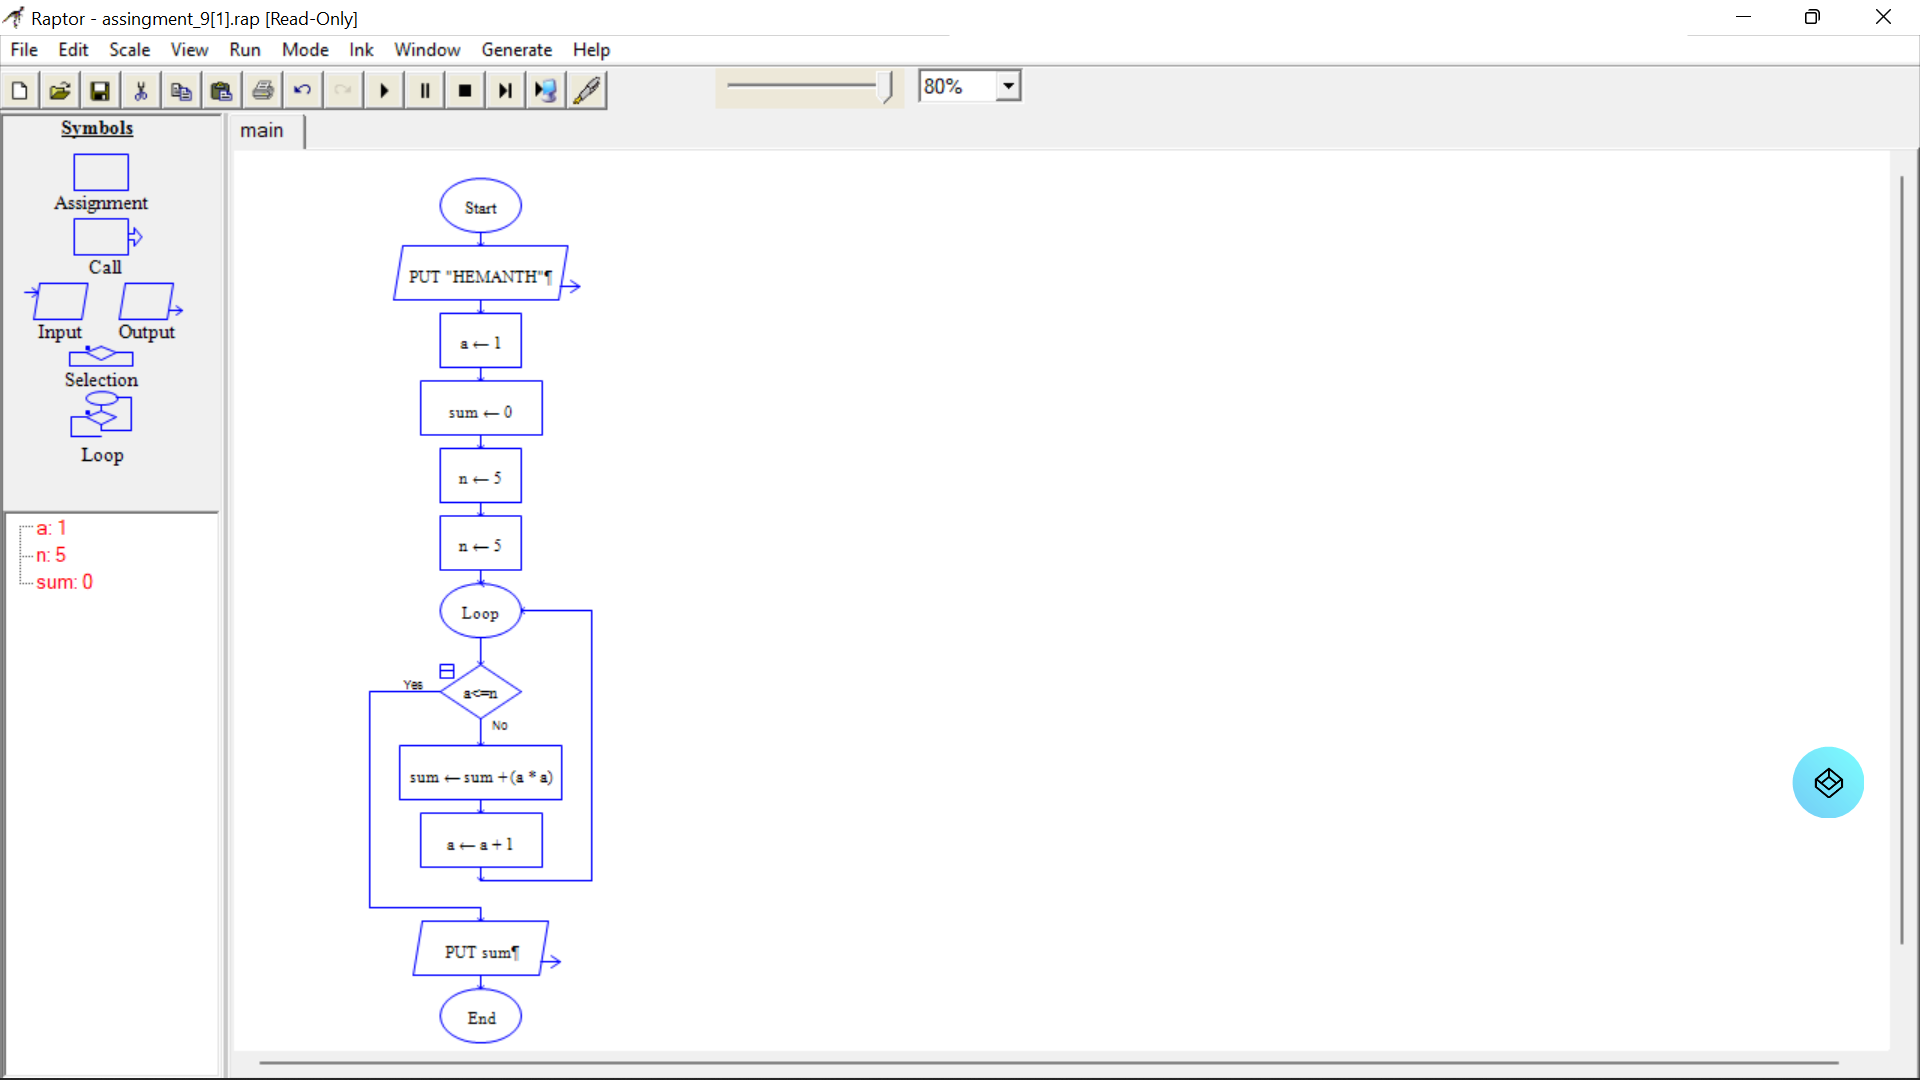 Raptor - assingment_9[1].rap [Read-Only]
File Edit Scale View Run Mode Ink Window Generate Help
80%
Symbols
Assignment
Call
Input Output
Selection
Loop
a: 1
n: 5
sum: 0
main
Start
PUT "HEMANTH"¶
a ← 1
sum ← 0
n ← 5
n ← 5
Loop
Yes
a<=n
No
sum ← sum + (a * a)
a ← a + 1
PUT sum¶
End